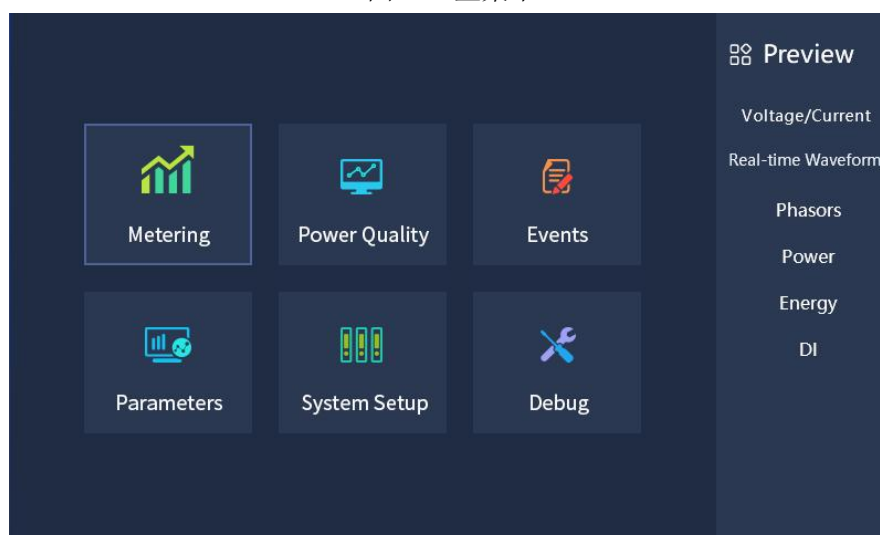 Preview
Voltage/Current
Real-time Waveform
Phasors
Power
Energy
DI
Metering
Power Quality
Events
Parameters
System Setup
Debug